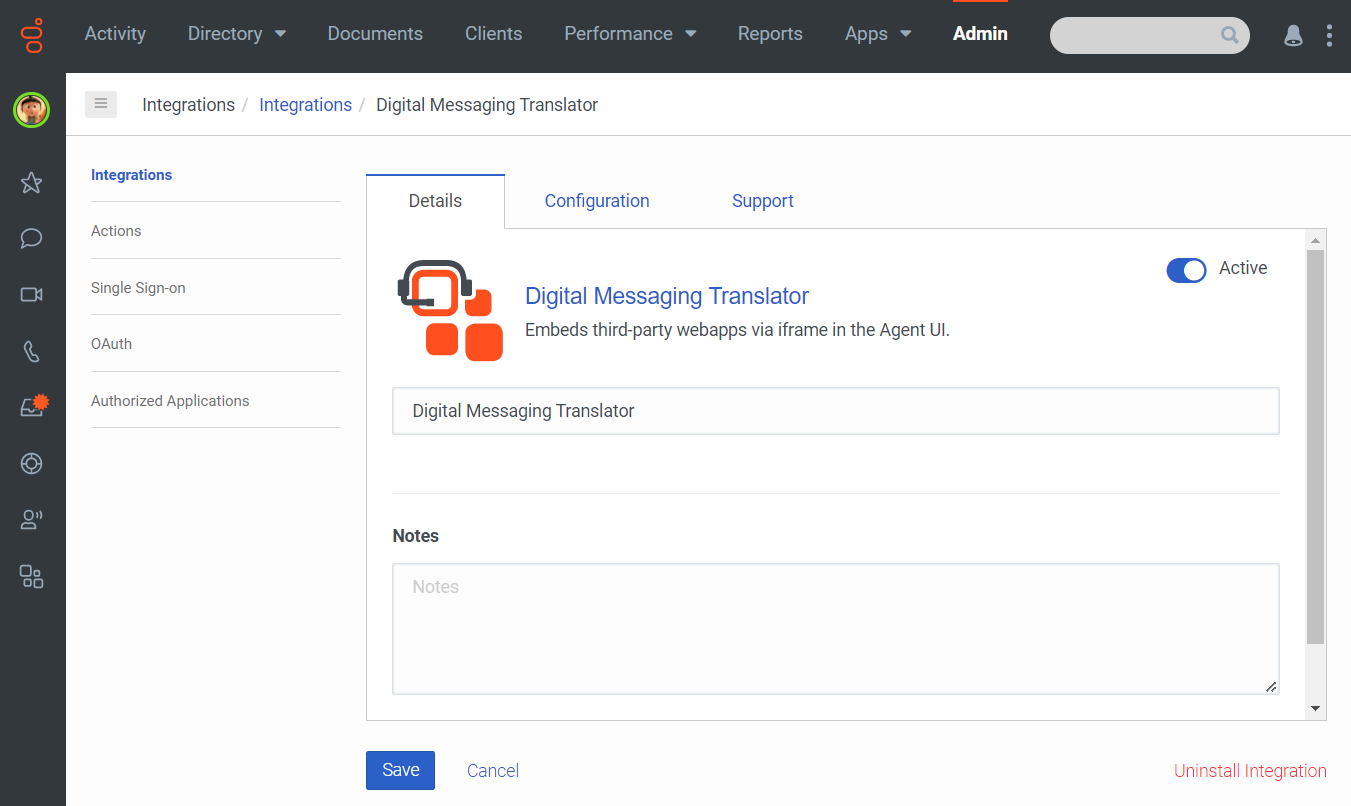 Activity Directory Documents Clients Performance Reports Apps Admin
Integrations / Integrations / Digital Messaging Translator
Integrations
Actions
Single Sign-on
OAuth
Authorized Applications
Details Configuration Support
Active
Digital Messaging Translator
Embeds third-party webapps via iframe in the Agent UI.
Digital Messaging Translator
Notes
Notes
Save Cancel Uninstall Integration